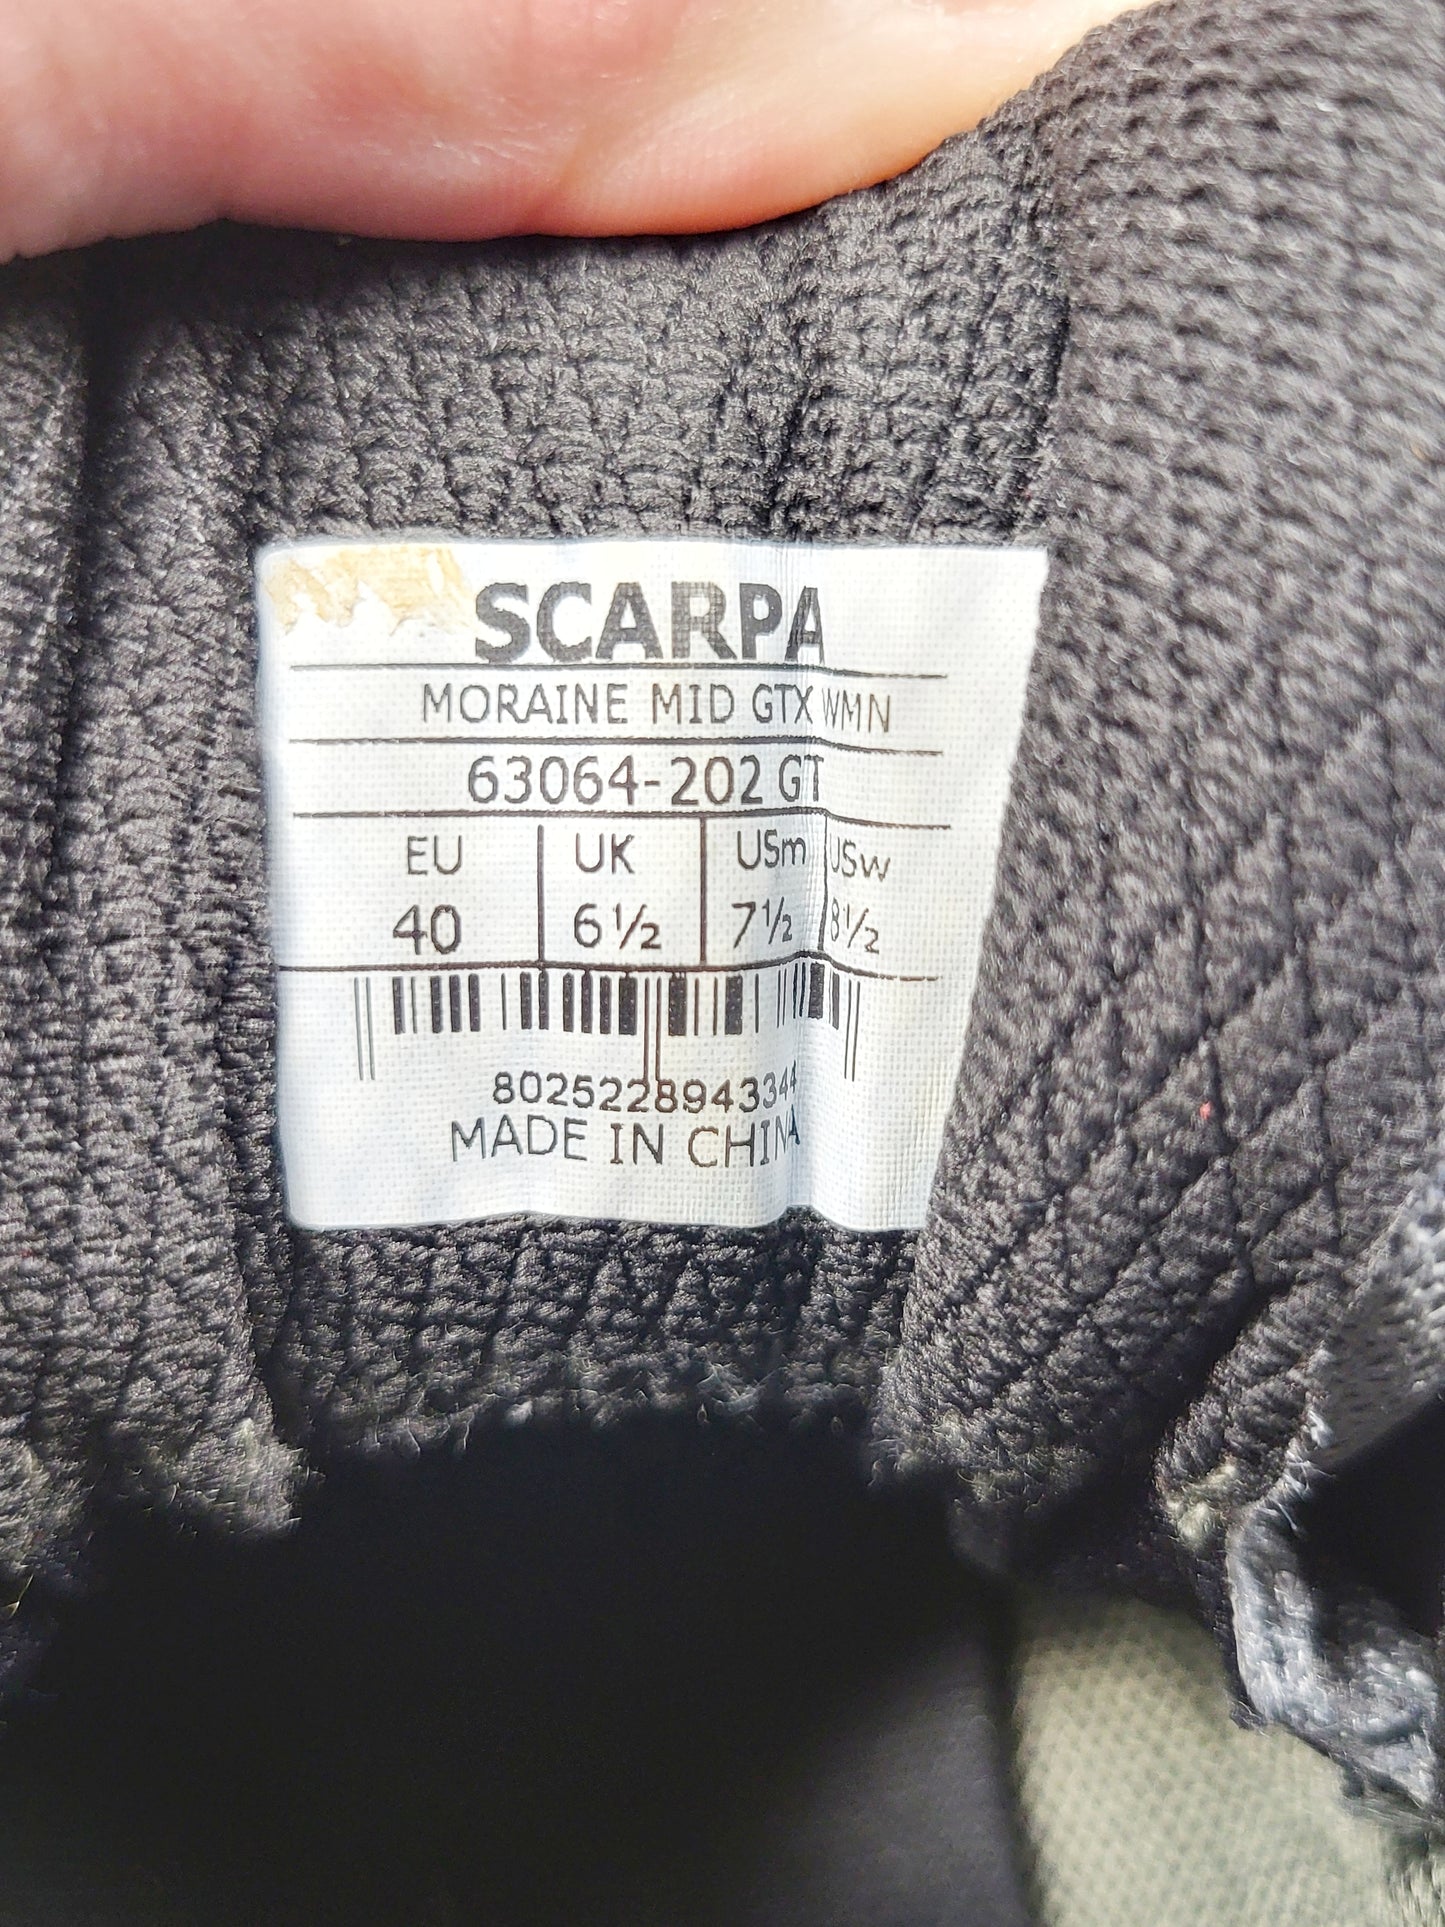 SCARPA
MORAINE MID GTX WMN
63064-202 GT
EU UK USm USw
40 6½ 7½ 8½
8025228943344
MADE IN CHINA